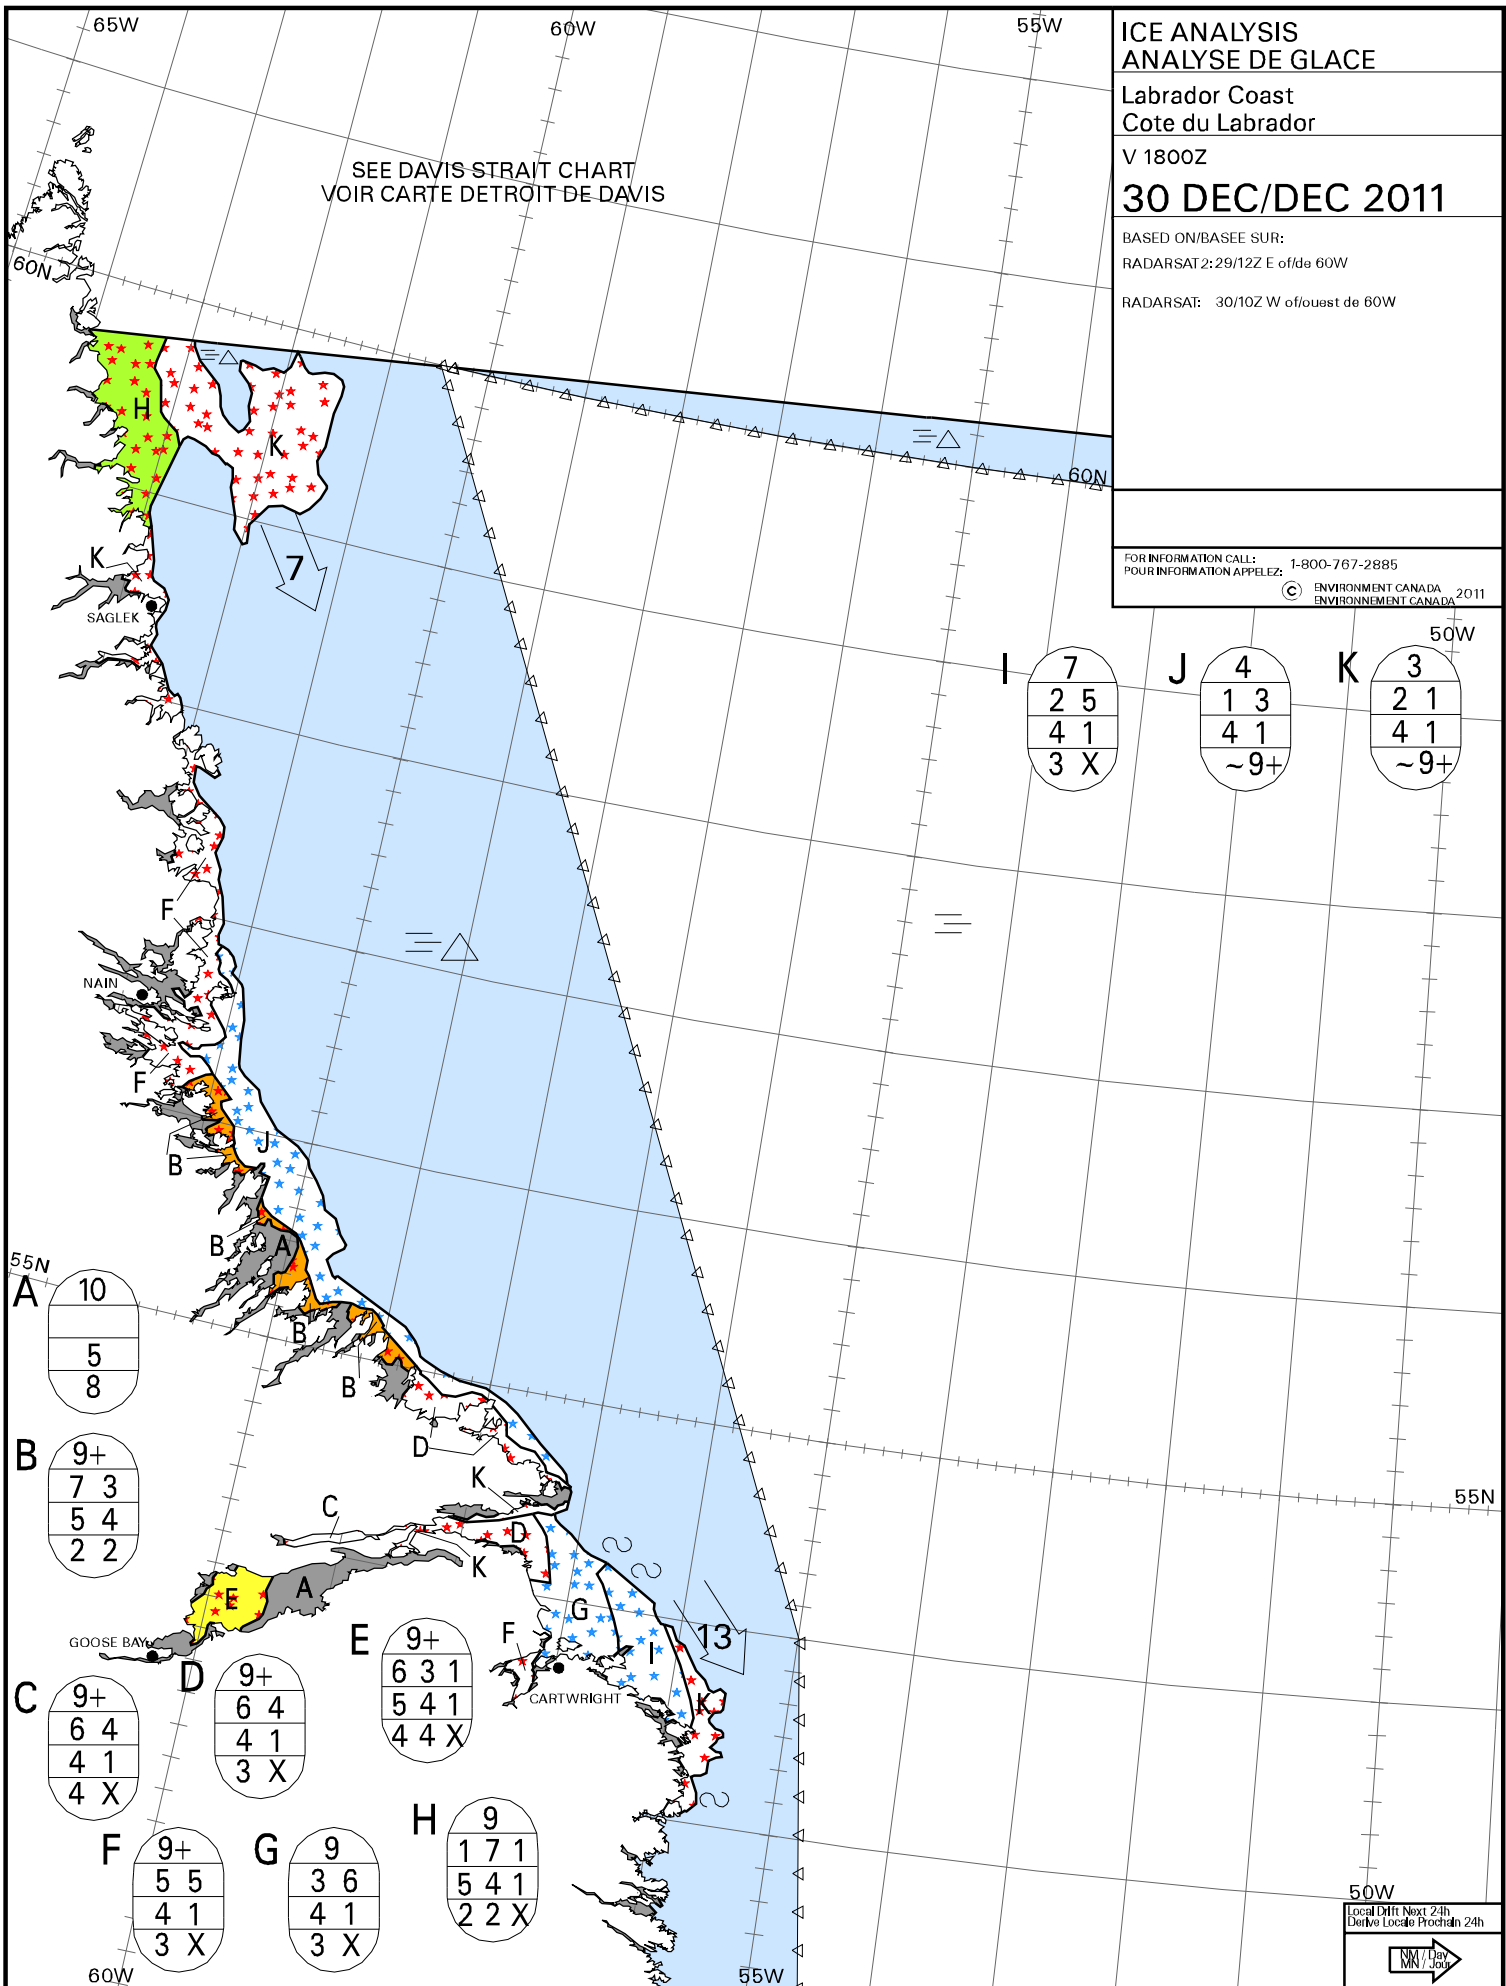 65W
60W
55W
ICE ANALYSIS
ANALYSE DE GLACE
Labrador Coast
Cote du Labrador
V 1800Z
30 DEC/DEC 2011
BASED ON/BASEE SUR:
RADARSAT2: 29/12Z E of/de 60W
RADARSAT: 30/10Z W of/ouest de 60W
FOR INFORMATION CALL: 1-800-767-2885
POUR INFORMATION APPELEZ:
© ENVIRONMENT CANADA 2011
ENVIRONNEMENT CANADA
SEE DAVIS STRAIT CHART
VOIR CARTE DETROIT DE DAVIS
60N
H
K
60N
7
K
SAGLEK
50W
I
7
2 5
4 1
3 X
J
4
1 3
4 1
~9+
K
3
2 1
4 1
~9+
F
NAIN
F
J
B
B
A
55N
A
10
5
8
B
B
B
9+
7 3
5 4
2 2
D
K
55N
C
D
K
E
A
G
GOOSE BAY
F
I
13
K
CARTWRIGHT
C
9+
6 4
4 1
4 X
D
9+
6 4
4 1
3 X
E
9+
6 3 1
5 4 1
4 4 X
F
9+
5 5
4 1
3 X
G
9
3 6
4 1
3 X
H
9
1 7 1
5 4 1
2 2 X
60W
55W
50W
Local Drift Next 24h
Derive Locale Prochain 24h
NM / Day
MN / Jour